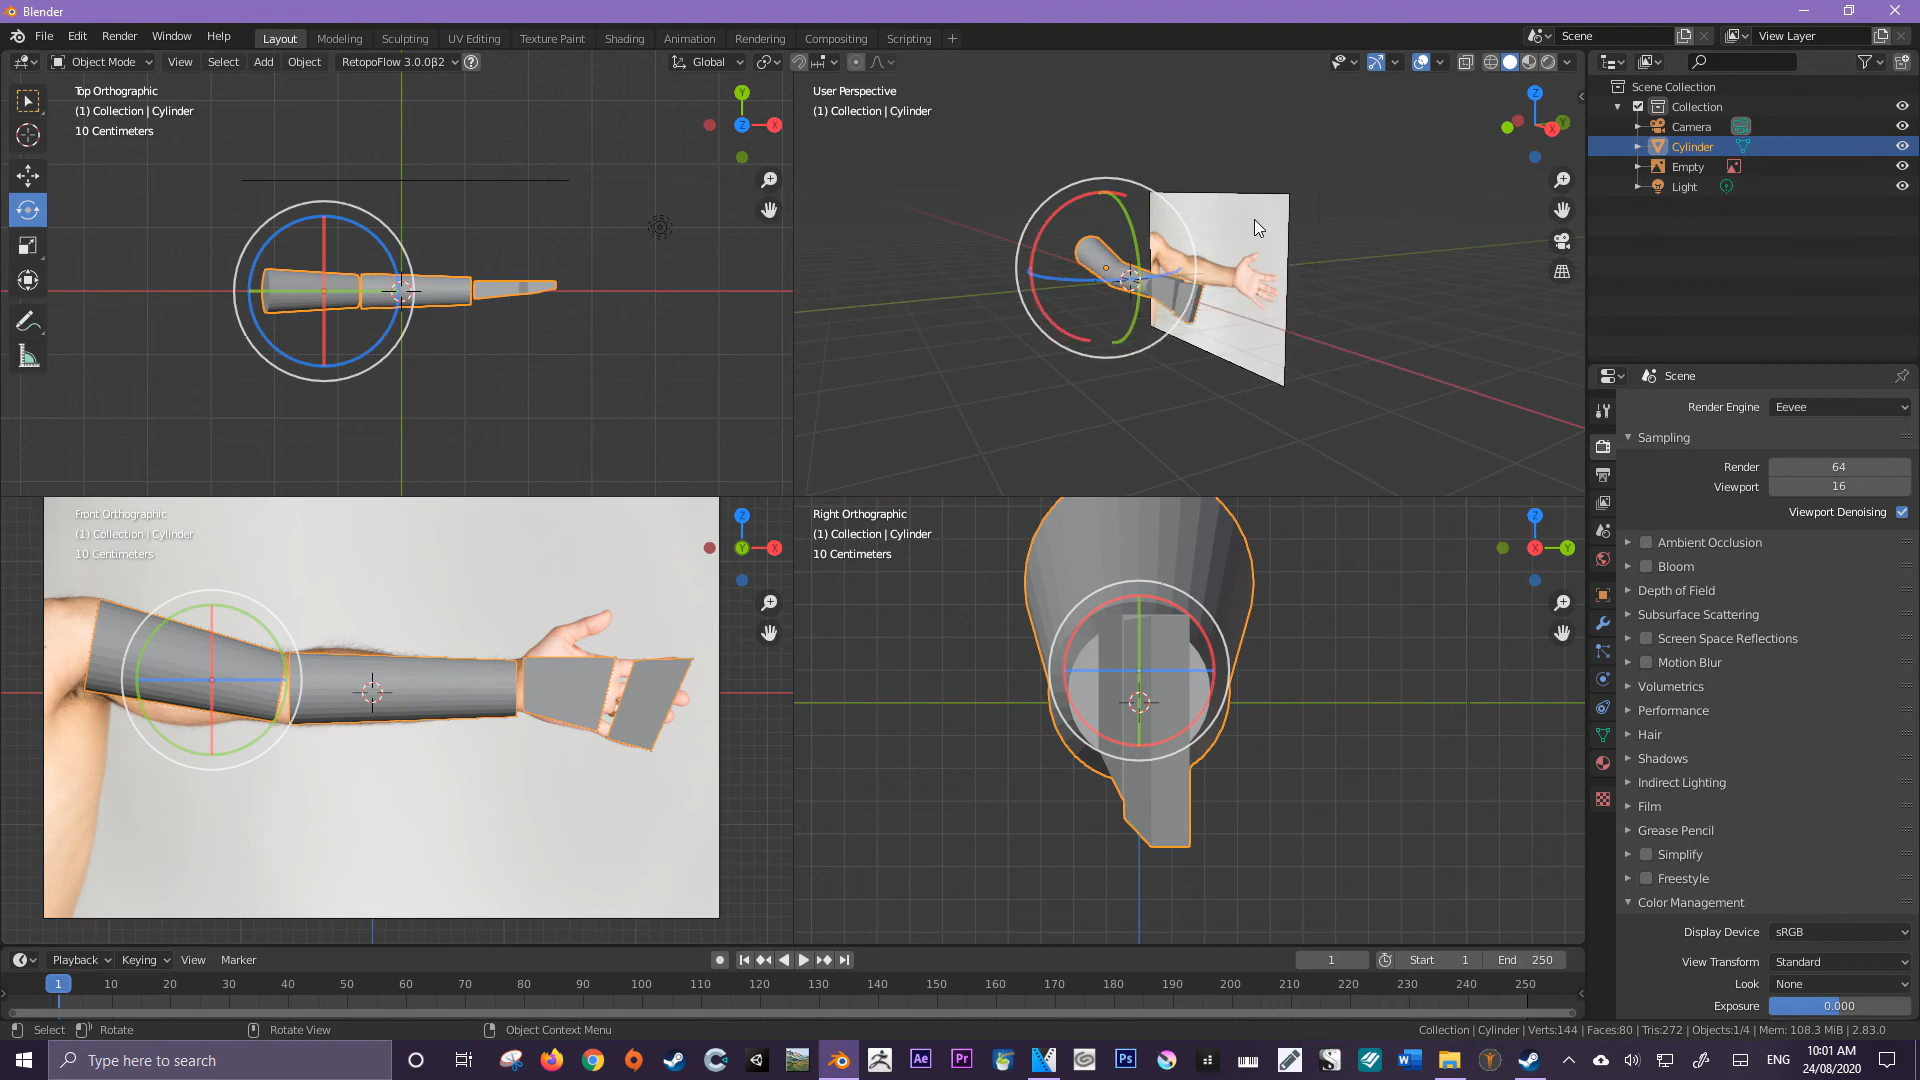 Blender
File Edit Render Window Help
Layout Modeling Sculpting UV Editing Texture Paint Shading Animation Rendering Compositing Scripting +
Scene
View Layer
Object Mode View Select Add Object RetopoFlow 3.0.0β2
Global
Top Orthographic
(1) Collection | Cylinder
10 Centimeters
User Perspective
(1) Collection | Cylinder
Front Orthographic
(1) Collection | Cylinder
10 Centimeters
Right Orthographic
(1) Collection | Cylinder
10 Centimeters
Scene Collection
Collection
Camera
Cylinder
Empty
Light
Scene
Render Engine Eevee
Sampling
Render 64
Viewport 16
Viewport Denoising
Ambient Occlusion
Bloom
Depth of Field
Subsurface Scattering
Screen Space Reflections
Motion Blur
Volumetrics
Performance
Hair
Shadows
Indirect Lighting
Film
Grease Pencil
Simplify
Freestyle
Color Management
Display Device sRGB
View Transform Standard
Look None
Exposure 0.000
Playback Keying View Marker
1 Start 1 End 250
1 10 20 30 40 50 60 70 80 90 100 110 120 130 140 150 160 170 180 190 200 210 220 230 240 250
Select Rotate Rotate View Object Context Menu
Collection | Cylinder | Verts:144 | Faces:80 | Tris:272 | Objects:1/4 | Mem: 108.3 MiB | 2.83.0
Type here to search
ENG
10:01 AM
24/08/2020